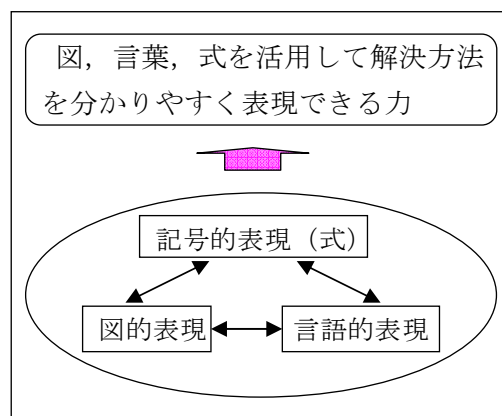 図，言葉，式を活用して解決方法
を分かりやすく表現できる力
記号的表現（式）
図的表現
言語的表現